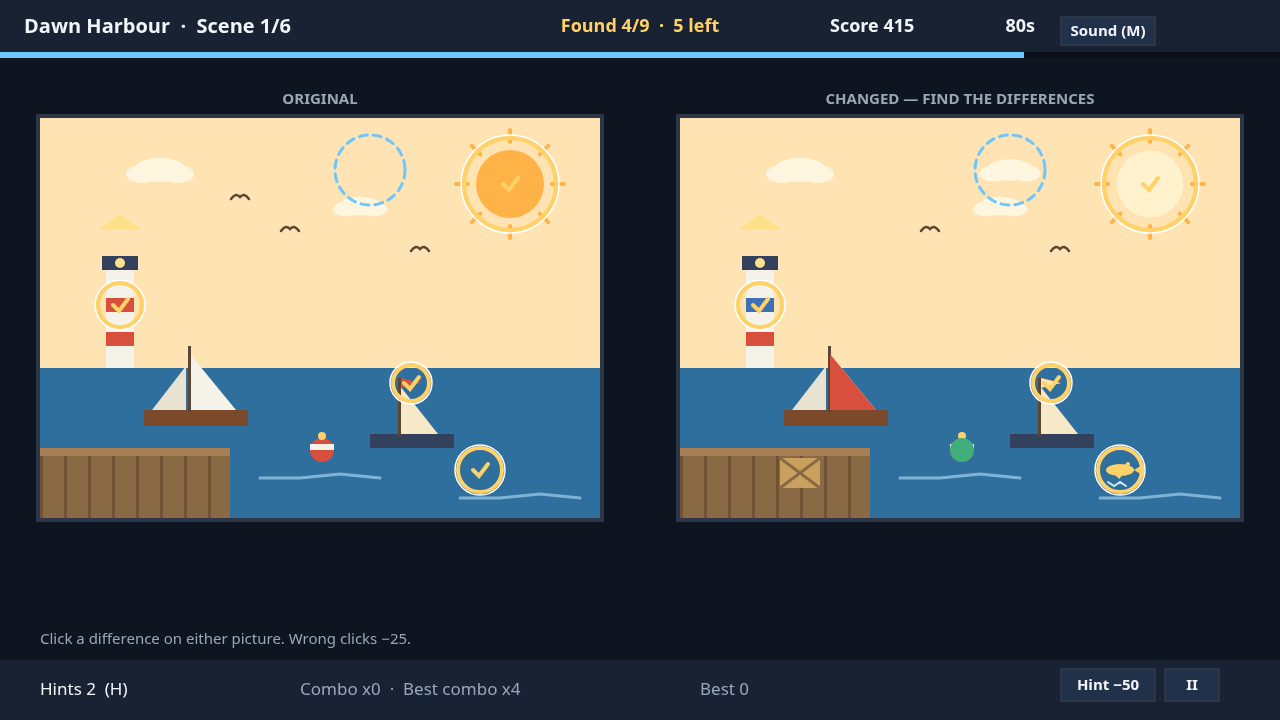 Dawn Harbour · Scene 1/6
Found 4/9 · 5 left
Score 415
80s
Sound (M)
ORIGINAL
CHANGED — FIND THE DIFFERENCES
Click a difference on either picture. Wrong clicks −25.
Hints 2 (H)
Combo x0 · Best combo x4
Best 0
Hint −50
II